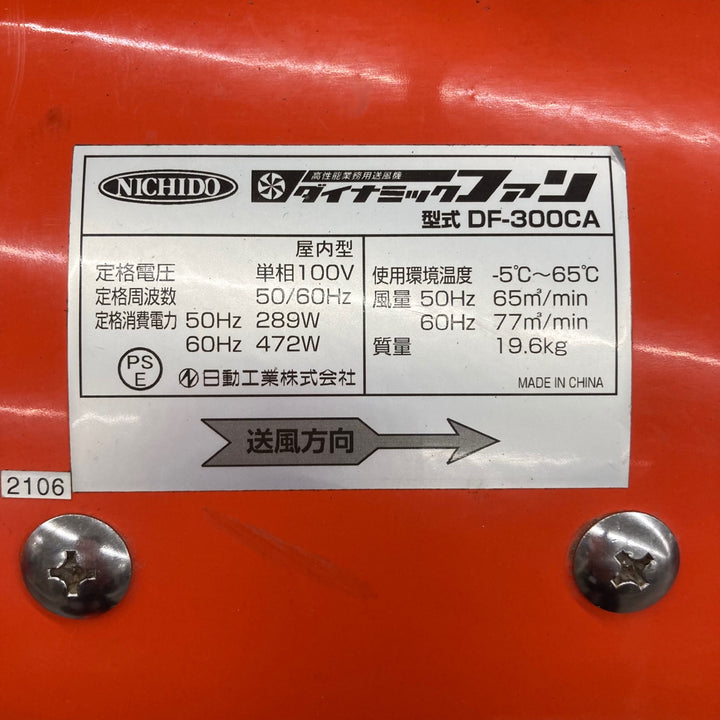 NICHIDO
高性能業務用送風機
ダイナミックファン
型式 DF-300CA
屋内型
定格電圧 単相100V
定格周波数 50/60Hz
定格消費電力 50Hz 289W
60Hz 472W
PS
E
日動工業株式会社
使用環境温度 -5℃～65℃
風量 50Hz 65㎥/min
60Hz 77㎥/min
質量 19.6kg
MADE IN CHINA
送風方向
2106